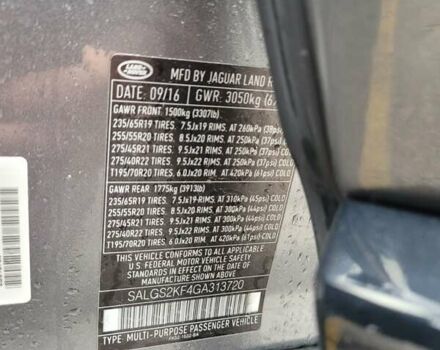 LAND ROVER
MFD BY JAGUAR LAND R
DATE: 09/16 GWR: 3050kg (67
GAWR FRONT: 1500kg (3307lb)
235/65R19 TIRES. 7.5Jx19 RIMS. AT 260kPa (38psi)
255/55R20 TIRES. 8.5Jx20 RIMS. AT 250kPa (37psi)
275/45R21 TIRES. 9.5Jx21 RIMS. AT 250kPa (37psi) COLD
275/40R22 TIRES. 9.5Jx22 RIMS. AT 250kPa (37psi) COLD
T195/70R20 TIRES. 6.0Jx20 RIM. AT 420kPa (61psi) COLD
GAWR REAR: 1775kg (3913lb)
235/65R19 TIRES. 7.5Jx19 RIMS. AT 310kPa (45psi) COLD
255/55R20 TIRES. 8.5Jx20 RIMS. AT 300kPa (44psi) COLD
275/45R21 TIRES. 9.5Jx21 RIMS. AT 300kPa (44psi) COLD
275/40R22 TIRES. 9.5Jx22 RIMS. AT 300kPa (44psi) COLD
T195/70R20 TIRES. 6.0Jx20 RIM. AT 420kPa (61psi) COLD
THIS VEHICLE CONFORMS TO ALL APPLICABLE
FEDERAL MOTOR VEHICLE SAFETY
STANDARDS IN EFFECT ON THE DATE OF
MANUFACTURE SHOWN ABOVE.
SALGS2KF4GA313720
TYPE: MULTI-PURPOSE PASSENGER VEHICLE